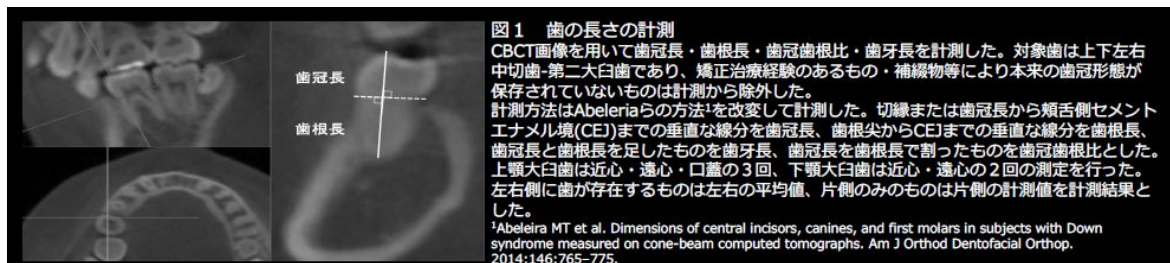 歯冠長
歯根長
図1 歯の長さの計測
CBCT画像を用いて歯冠長・歯根長・歯冠歯根比・歯牙長を計測した。対象歯は上下左右
中切歯-第二大臼歯であり、矯正治療経験のあるもの・補綴物等により本来の歯冠形態が
保存されていないものは計測から除外した。
計測方法はAbeleriaらの方法¹を改変して計測した。切縁または歯冠長から頬舌側セメント
エナメル境(CEJ)までの垂直な線分を歯冠長、歯根尖からCEJまでの垂直な線分を歯根長、
歯冠長と歯根長を足したものを歯牙長、歯冠長を歯根長で割ったものを歯冠歯根比とした。
上顎大臼歯は近心・遠心・口蓋の3回、下顎大臼歯は近心・遠心の2回の測定を行った。
左右側に歯が存在するものは左右の平均値、片側のみのものは片側の計測値を計測結果と
した。
¹Abeleira MT et al. Dimensions of central incisors, canines, and first molars in subjects with Down
syndrome measured on cone-beam computed tomographs. Am J Orthod Dentofacial Orthop.
2014;146:765–775.